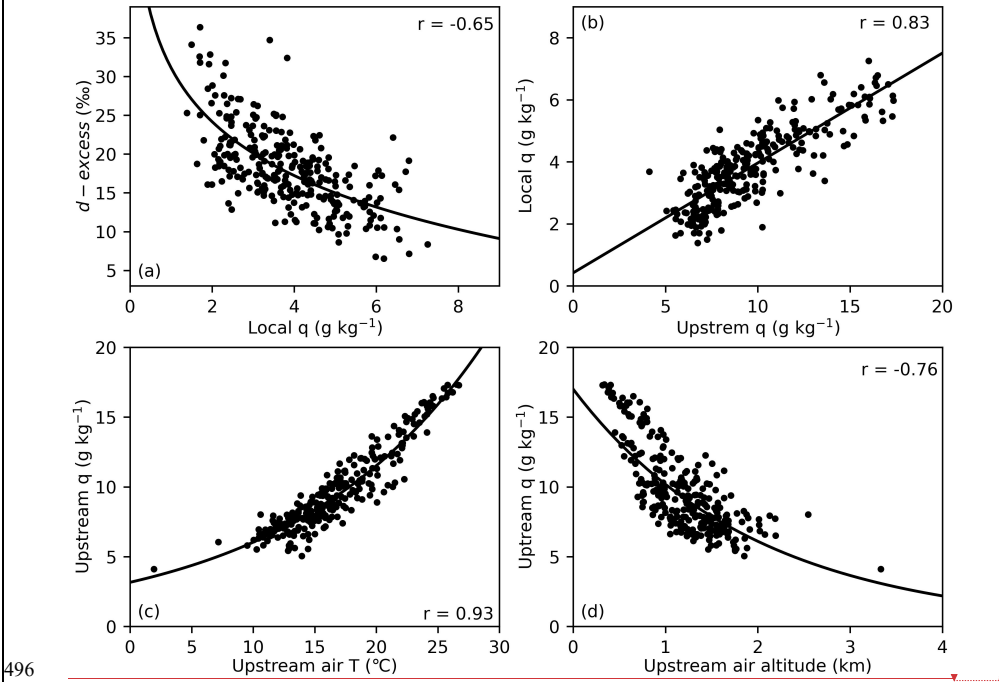 r = -0.65
35
30
25
20
15
10
5
d − excess (‰)
(a)
0 2 4 6 8
Local q (g kg⁻¹)
(b)
r = 0.83
8
6
4
2
0
Local q (g kg⁻¹)
0 5 10 15 20
Upstrem q (g kg⁻¹)
20
15
10
5
0
Upstream q (g kg⁻¹)
(c)
r = 0.93
0 5 10 15 20 25 30
Upstream air T (℃)
r = -0.76
20
15
10
5
0
Uptream q (g kg⁻¹)
(d)
0 1 2 3 4
Upstream air altitude (km)
496